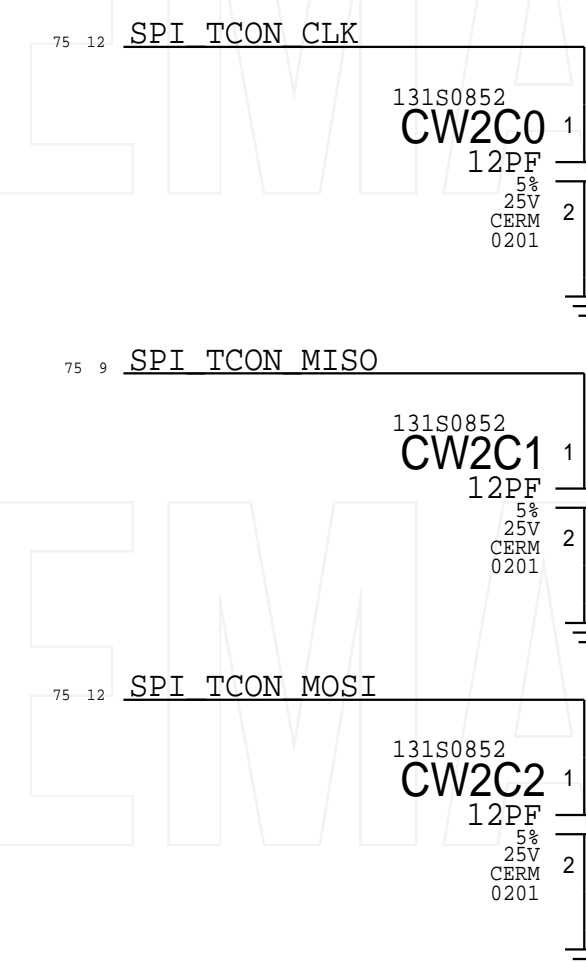 75 12 SPI_TCON_CLK
131S0852
CW2C0 1
12PF
5%
25V 2
CERM
0201
75 9 SPI_TCON_MISO
131S0852
CW2C1 1
12PF
5%
25V 2
CERM
0201
75 12 SPI_TCON_MOSI
131S0852
CW2C2 1
12PF
5%
25V 2
CERM
0201